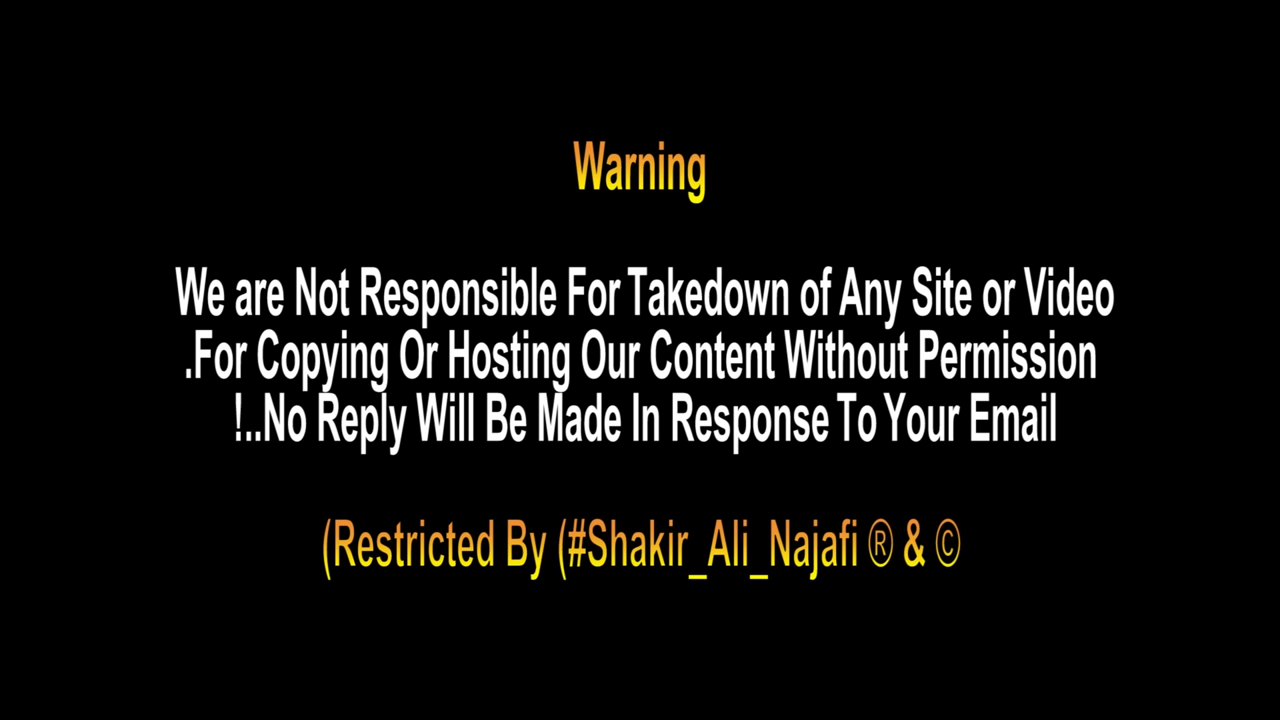 Warning
We are Not Responsible For Takedown of Any Site or Video
.For Copying Or Hosting Our Content Without Permission
!..No Reply Will Be Made In Response To Your Email
(Restricted By (#Shakir_Ali_Najafi ® & ©